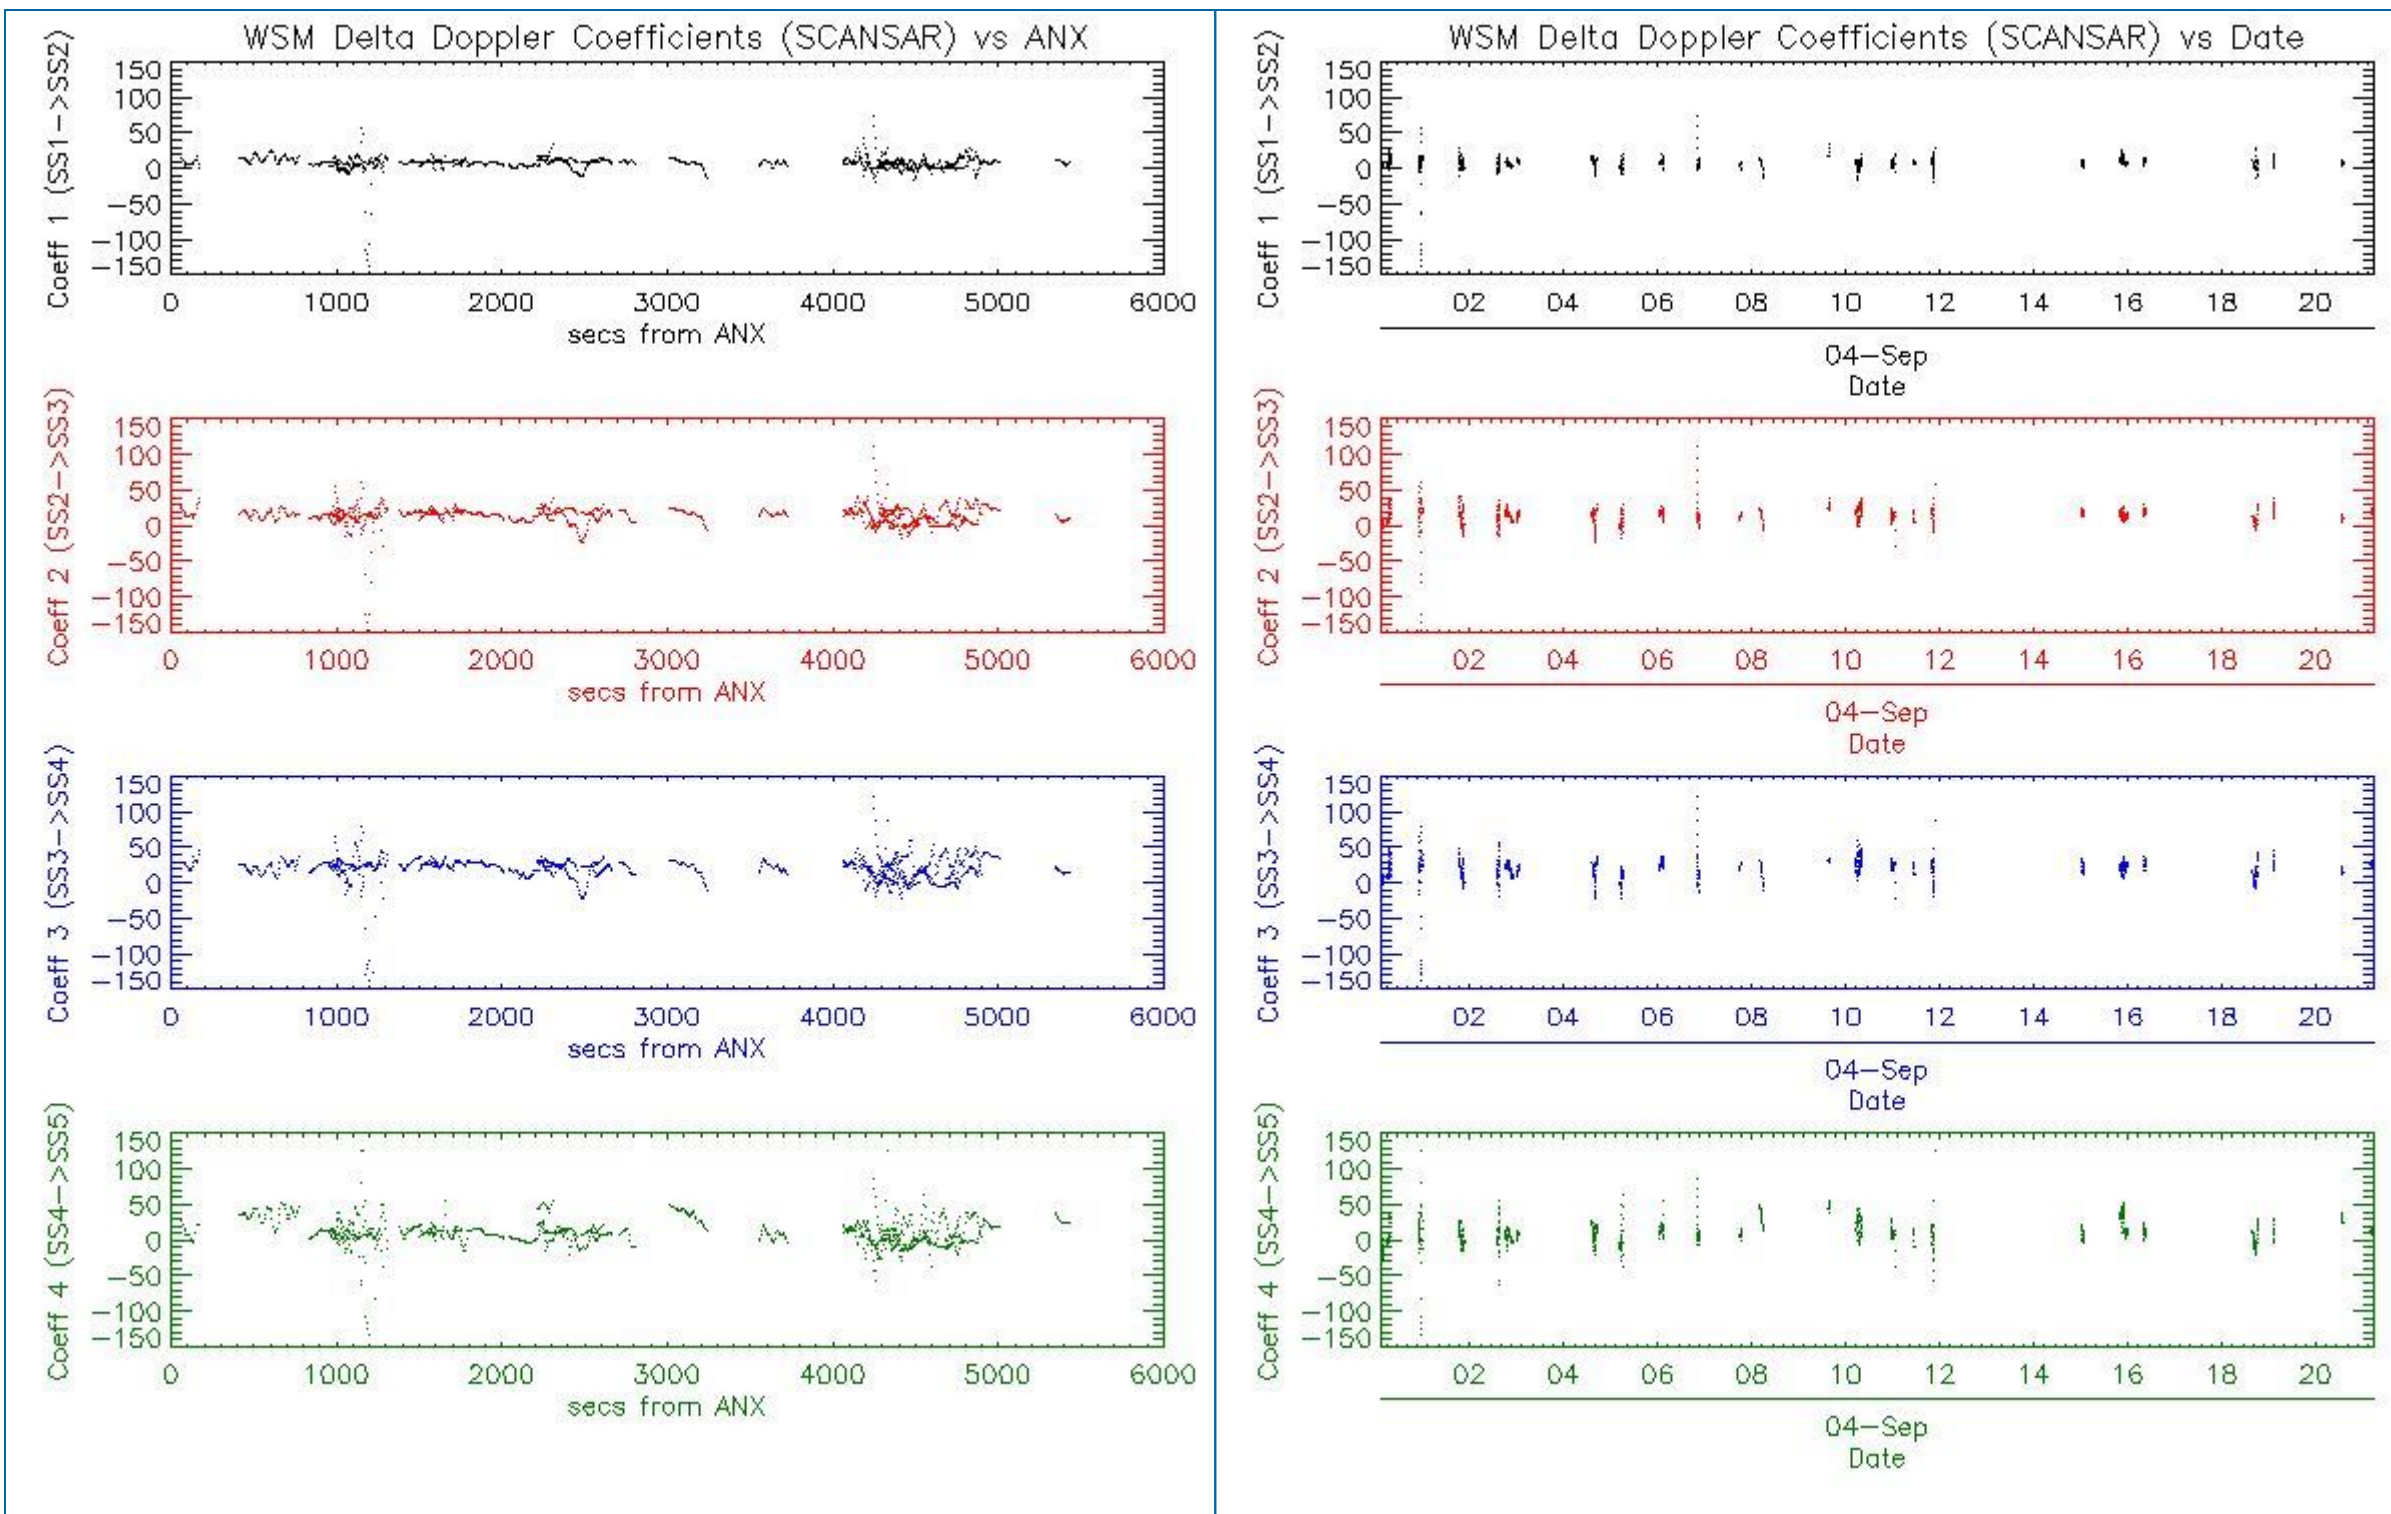 WSM Delta Doppler Coefficients (SCANSAR) vs ANX
Coeff 1 (SS1->SS2)
150
100
50
0
-50
-100
-150
0 1000 2000 3000 4000 5000 6000
secs from ANX
Coeff 2 (SS2->SS3)
150
100
50
0
-50
-100
-150
0 1000 2000 3000 4000 5000 6000
secs from ANX
Coeff 3 (SS3->SS4)
150
100
50
0
-50
-100
-150
0 1000 2000 3000 4000 5000 6000
secs from ANX
Coeff 4 (SS4->SS5)
150
100
50
0
-50
-100
-150
0 1000 2000 3000 4000 5000 6000
secs from ANX
WSM Delta Doppler Coefficients (SCANSAR) vs Date
Coeff 1 (SS1->SS2)
150
100
50
0
-50
-100
-150
02 04 06 08 10 12 14 16 18 20
04-Sep
Date
Coeff 2 (SS2->SS3)
150
100
50
0
-50
-100
-150
02 04 06 08 10 12 14 16 18 20
04-Sep
Date
Coeff 3 (SS3->SS4)
150
100
50
0
-50
-100
-150
02 04 06 08 10 12 14 16 18 20
04-Sep
Date
Coeff 4 (SS4->SS5)
150
100
50
0
-50
-100
-150
02 04 06 08 10 12 14 16 18 20
04-Sep
Date